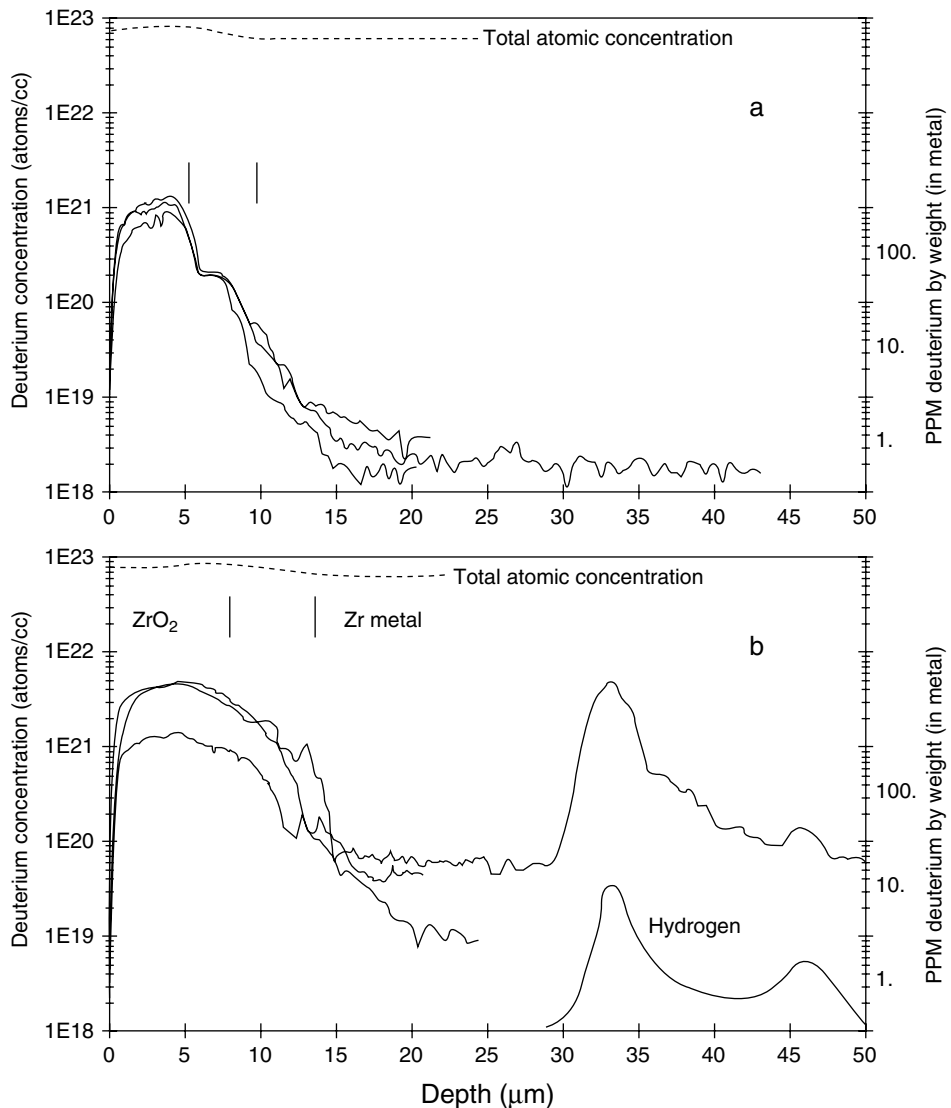 1E23
1E22
1E21
1E20
1E19
1E18
Deuterium concentration (atoms/cc)
Total atomic concentration
a
100.
10.
1.
PPM deuterium by weight (in metal)
0 5 10 15 20 25 30 35 40 45 50
1E23
1E22
1E21
1E20
1E19
1E18
Deuterium concentration (atoms/cc)
Total atomic concentration
ZrO₂
Zr metal
b
Hydrogen
100.
10.
1.
PPM deuterium by weight (in metal)
0 5 10 15 20 25 30 35 40 45 50
Depth (μm)